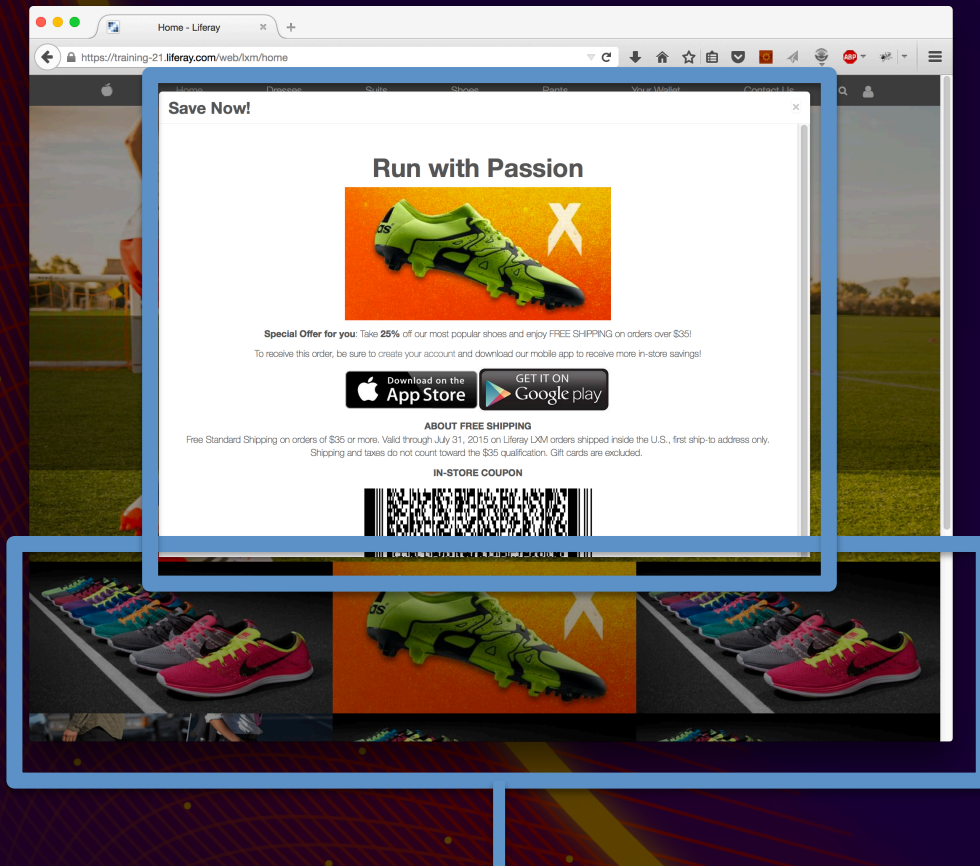 Home - Liferay
https://training-21.liferay.com/web/lxm/home
ABP
Home Dresses Suits Shoes Pants Your Wallet Contact Us
Save Now!
Run with Passion
X
Special Offer for you: Take 25% off our most popular shoes and enjoy FREE SHIPPING on orders over $35!
To receive this order, be sure to create your account and download our mobile app to receive more in-store savings!
Download on the
App Store
GET IT ON
Google play
ABOUT FREE SHIPPING
Free Standard Shipping on orders of $35 or more. Valid through July 31, 2015 on Liferay LXM orders shipped inside the U.S., first ship-to address only.
Shipping and taxes do not count toward the $35 qualification. Gift cards are excluded.
IN-STORE COUPON
X